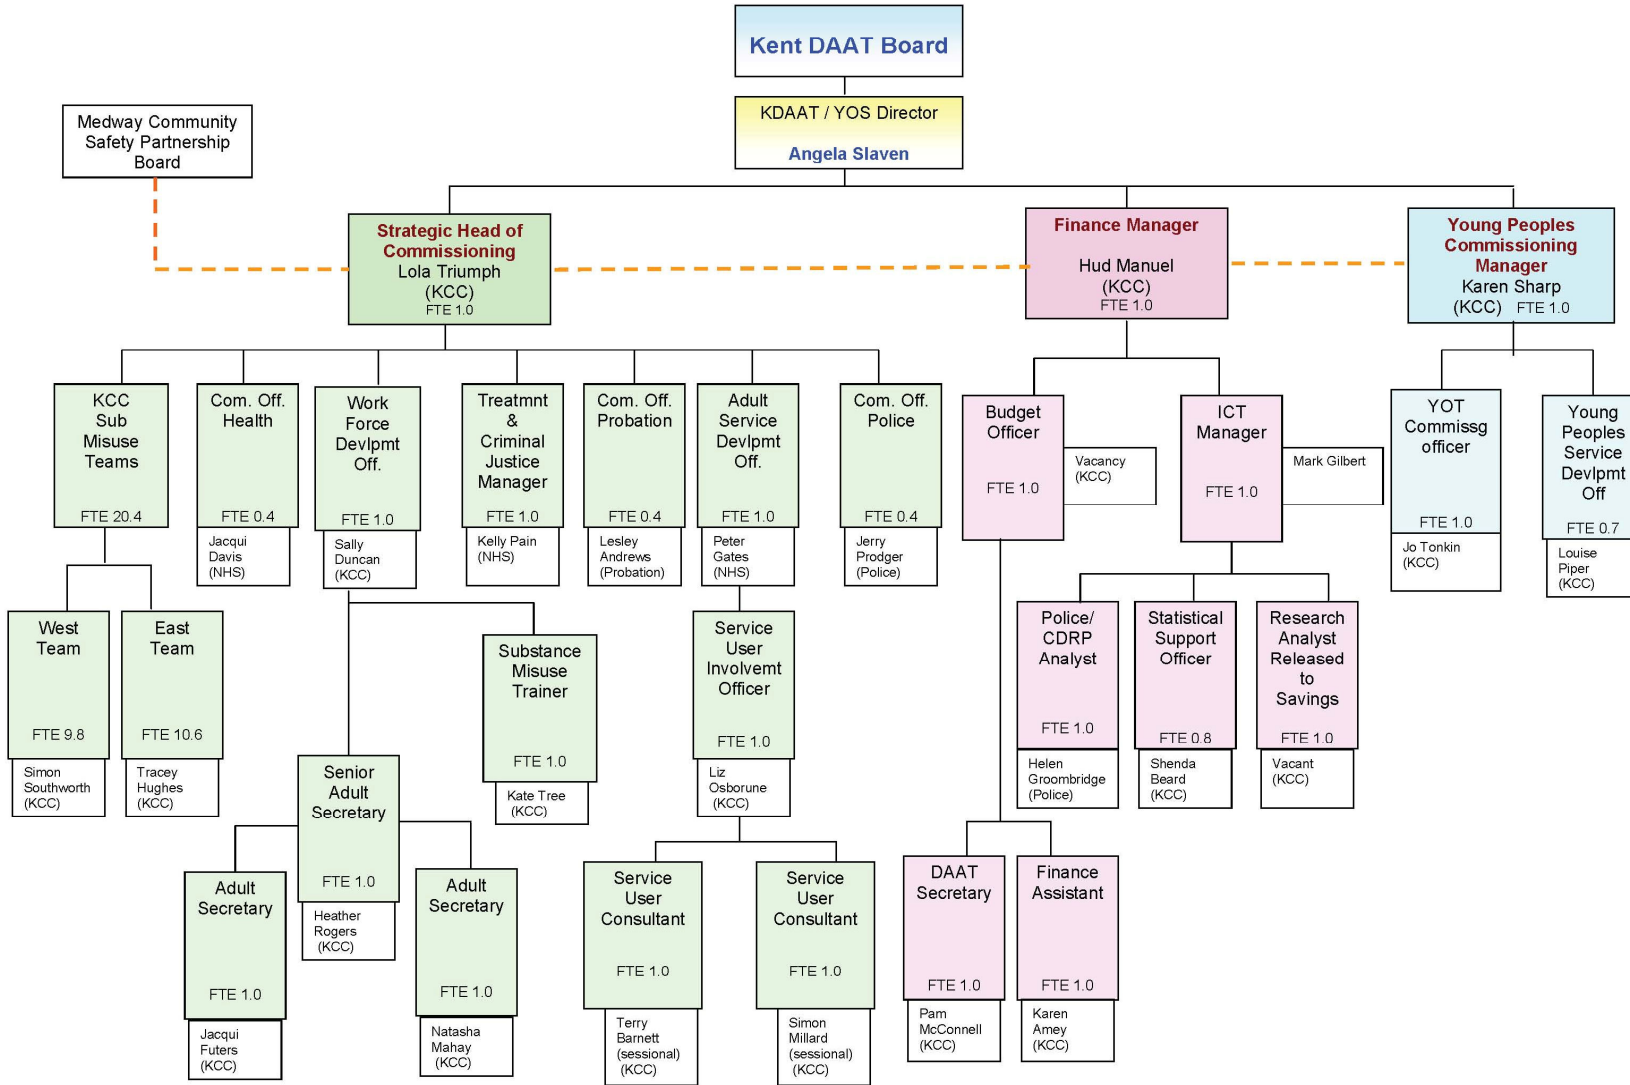 Kent DAAT Board
KDAAT / YOS Director
Angela Slaven
Medway Community
Safety Partnership
Board
Strategic Head of
Commissioning
Lola Triumph
(KCC)
FTE 1.0
Finance Manager
Hud Manuel
(KCC)
FTE 1.0
Young Peoples
Commissioning
Manager
Karen Sharp
(KCC) FTE 1.0
KCC
Sub
Misuse
Teams
FTE 20.4
Com. Off.
Health
FTE 0.4
Jacqui
Davis
(NHS)
Work
Force
Devlpmt
Off.
FTE 1.0
Sally
Duncan
(KCC)
Treatmnt
&
Criminal
Justice
Manager
FTE 1.0
Kelly Pain
(NHS)
Com. Off.
Probation
FTE 0.4
Lesley
Andrews
(Probation)
Adult
Service
Devlpmt
Off.
FTE 1.0
Peter
Gates
(NHS)
Com. Off.
Police
FTE 0.4
Jerry
Prodger
(Police)
Budget
Officer
FTE 1.0
Vacancy
(KCC)
ICT
Manager
FTE 1.0
Mark Gilbert
YOT
Commissg
officer
FTE 1.0
Jo Tonkin
(KCC)
Young
Peoples
Service
Devlpmt
Off
FTE 0.7
Louise
Piper
(KCC)
West
Team
FTE 9.8
Simon
Southworth
(KCC)
East
Team
FTE 10.6
Tracey
Hughes
(KCC)
Substance
Misuse
Trainer
FTE 1.0
Kate Tree
(KCC)
Service
User
Involvemt
Officer
FTE 1.0
Liz
Osborune
(KCC)
Police/
CDRP
Analyst
FTE 1.0
Helen
Groombridge
(Police)
Statistical
Support
Officer
FTE 0.8
Shenda
Beard
(KCC)
Research
Analyst
Released
to
Savings
FTE 1.0
Vacant
(KCC)
Senior
Adult
Secretary
FTE 1.0
Heather
Rogers
(KCC)
Adult
Secretary
FTE 1.0
Jacqui
Futers
(KCC)
Adult
Secretary
FTE 1.0
Natasha
Mahay
(KCC)
Service
User
Consultant
FTE 1.0
Terry
Barnett
(sessional)
(KCC)
Service
User
Consultant
FTE 1.0
Simon
Millard
(sessional)
(KCC)
DAAT
Secretary
FTE 1.0
Pam
McConnell
(KCC)
Finance
Assistant
FTE 1.0
Karen
Amey
(KCC)